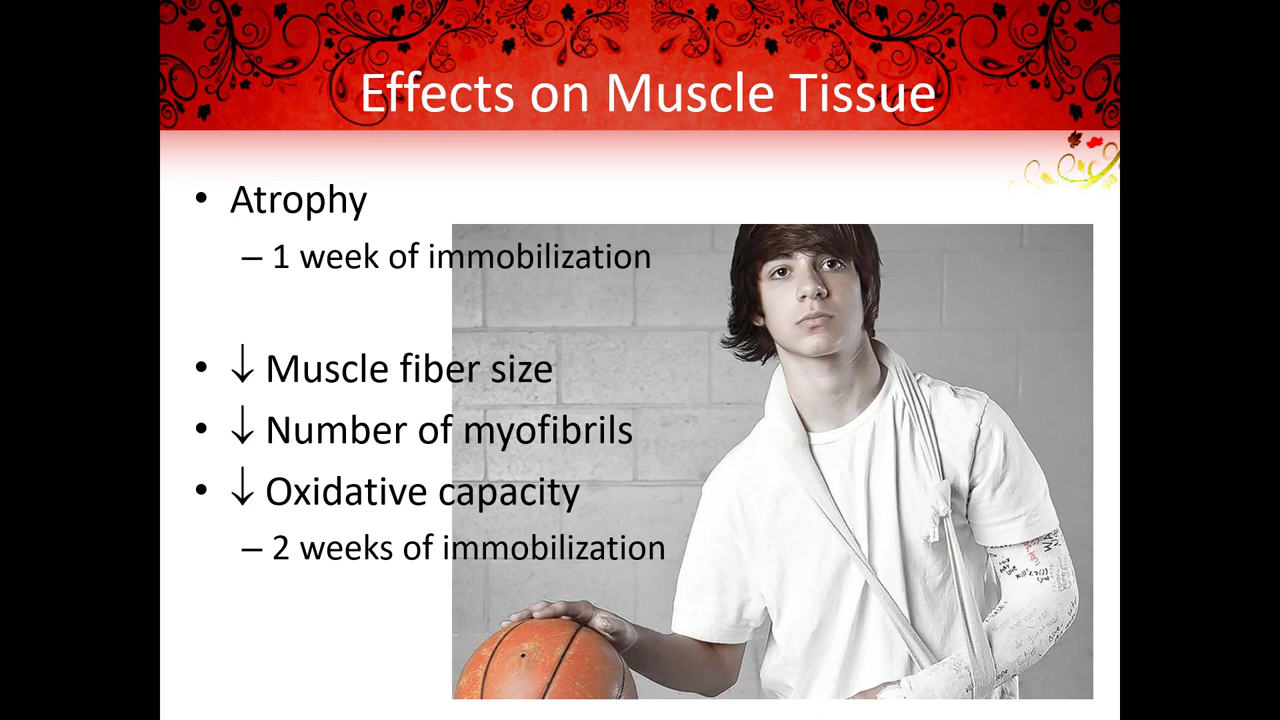 Effects on Muscle Tissue
• Atrophy
– 1 week of immobilization
• ↓ Muscle fiber size
• ↓ Number of myofibrils
• ↓ Oxidative capacity
– 2 weeks of immobilization